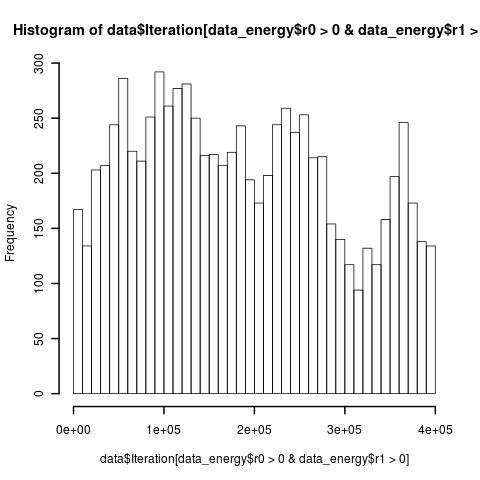 Histogram of data$Iteration[data_energy$r0 > 0 & data_energy$r1 >
300
250
200
150
100
50
0
Frequency
0e+00 1e+05 2e+05 3e+05 4e+05
data$Iteration[data_energy$r0 > 0 & data_energy$r1 > 0]